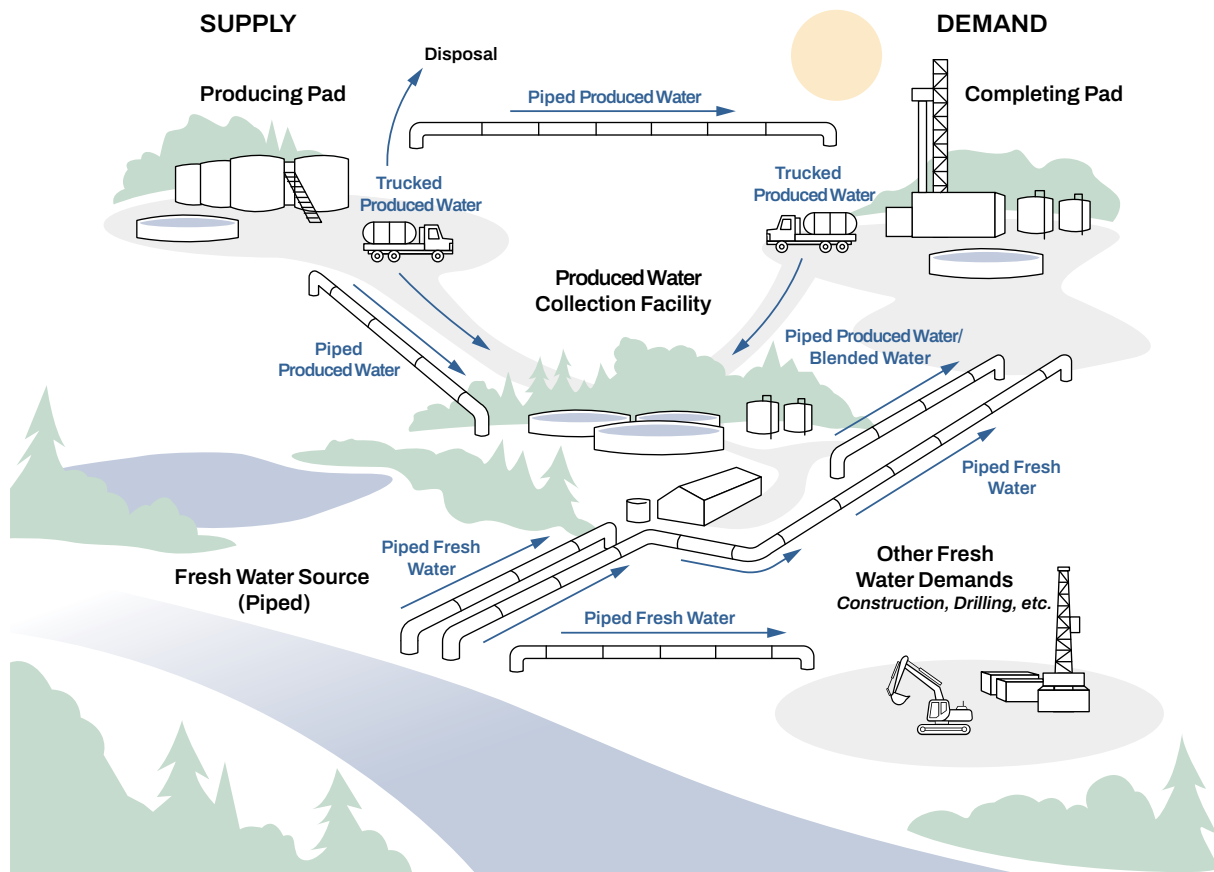 SUPPLY
DEMAND
Disposal
Producing Pad
Piped Produced Water
Completing Pad
Trucked
Produced Water
Trucked
Produced Water
Produced Water
Collection Facility
Piped
Produced Water
Piped Produced Water/
Blended Water
Piped Fresh
Water
Piped Fresh
Water
Fresh Water Source
(Piped)
Other Fresh
Water Demands
Construction, Drilling, etc.
Piped Fresh Water